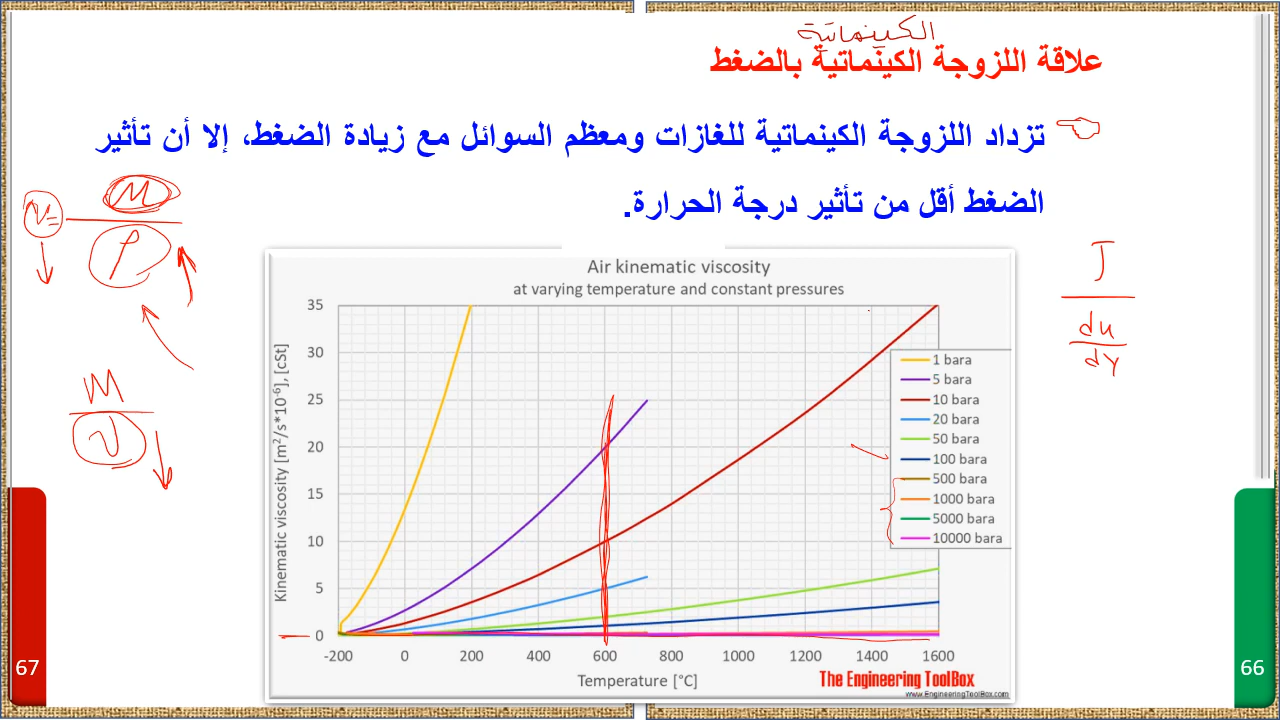 الكينماتية
علاقة اللزوجة الكينماتية بالضغط
تزداد اللزوجة الكينماتية للغازات ومعظم السوائل مع زيادة الضغط، إلا أن تأثير
الضغط أقل من تأثير درجة الحرارة.
Air kinematic viscosity
at varying temperature and constant pressures
Kinematic viscosity [m²/s*10⁻⁶], [cSt]
35
30
25
20
15
10
5
0
-200 0 200 400 600 800 1000 1200 1400 1600
Temperature [°C]
1 bara
5 bara
10 bara
20 bara
50 bara
100 bara
500 bara
1000 bara
5000 bara
10000 bara
The Engineering ToolBox
www.EngineeringToolBox.com
du
dy
67
66